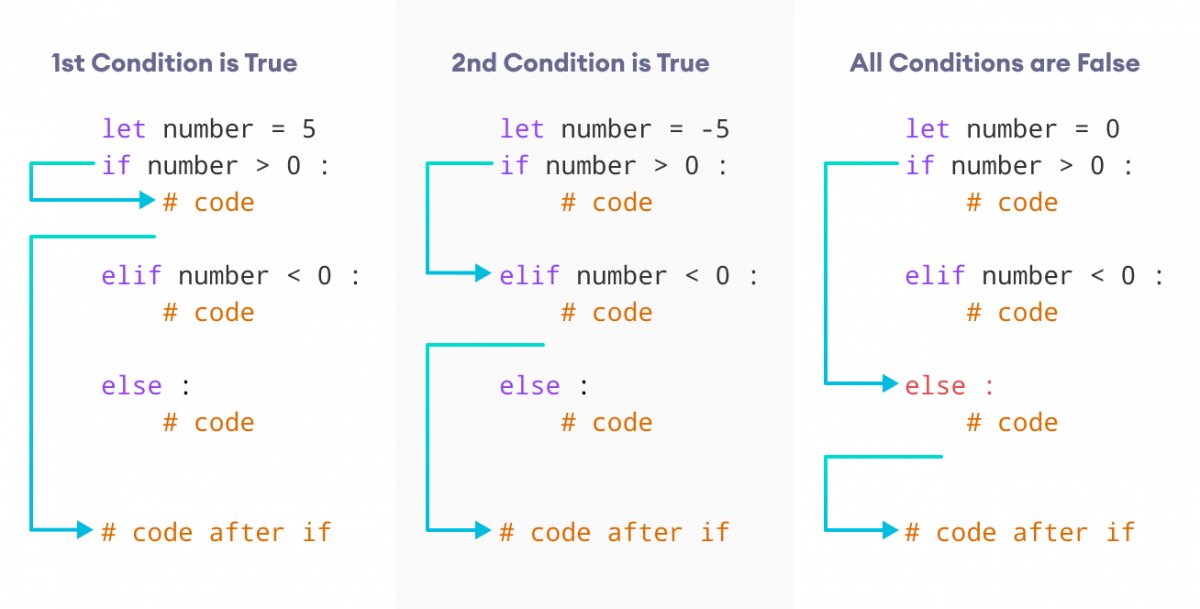 1st Condition is True
let number = 5
if number > 0 :
# code
elif number < 0 :
# code
else :
# code
# code after if
2nd Condition is True
let number = -5
if number > 0 :
# code
elif number < 0 :
# code
else :
# code
# code after if
All Conditions are False
let number = 0
if number > 0 :
# code
elif number < 0 :
# code
else :
# code
# code after if